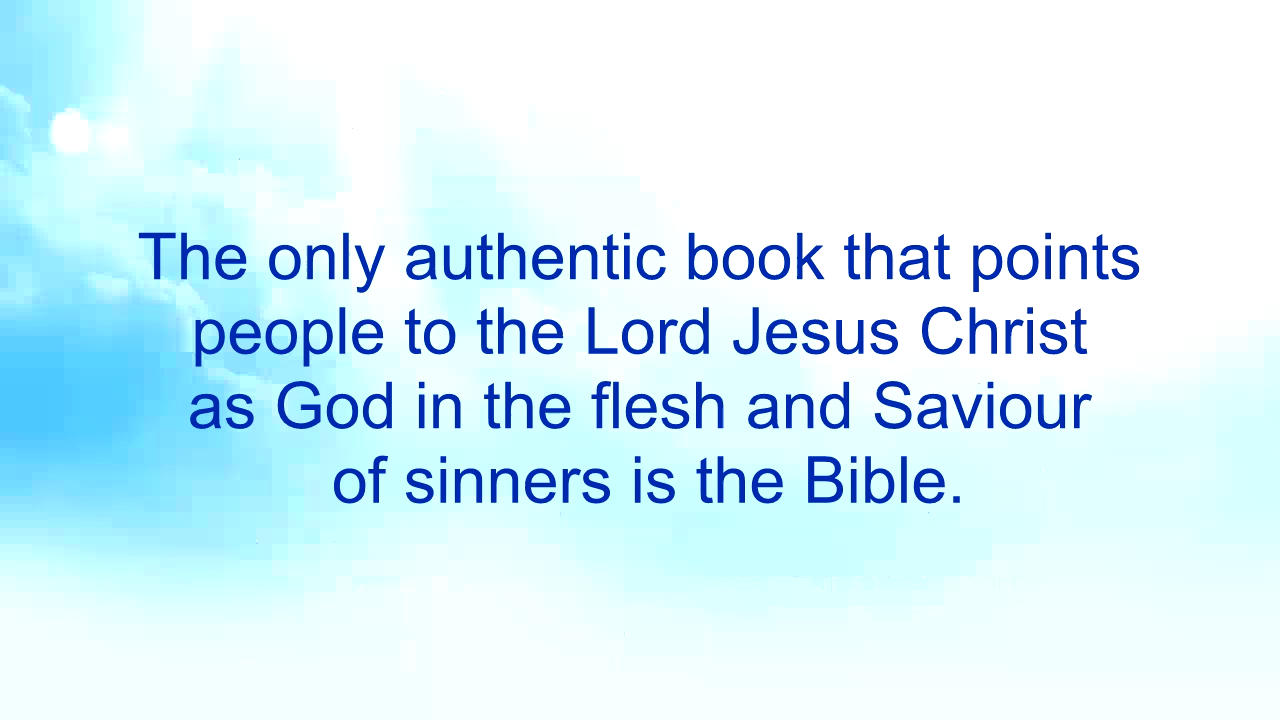 The only authentic book that points
people to the Lord Jesus Christ
as God in the flesh and Saviour
of sinners is the Bible.